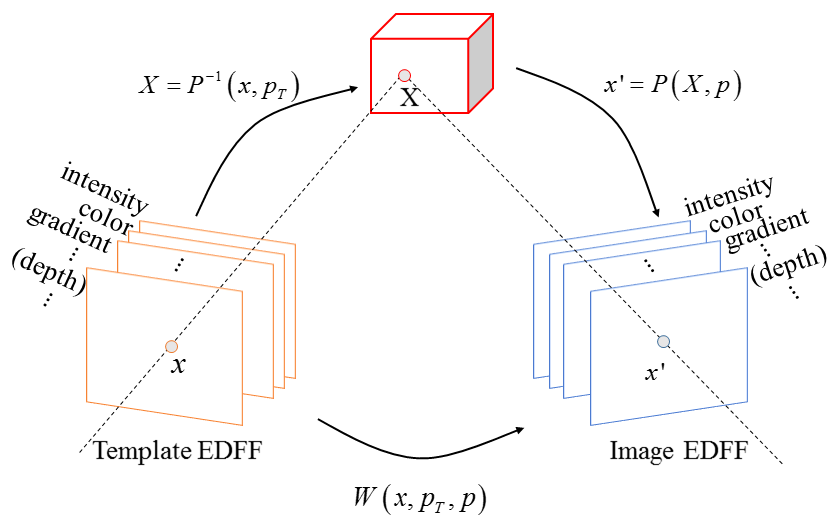 X = P⁻¹(x, p_T)
x' = P(X, p)
X
intensity
color
gradient
⋮
(depth)
⋮
intensity
color
gradient
⋮
(depth)
⋮
⋮
⋮
x
x'
Template EDFF
Image EDFF
W(x, p_T, p)